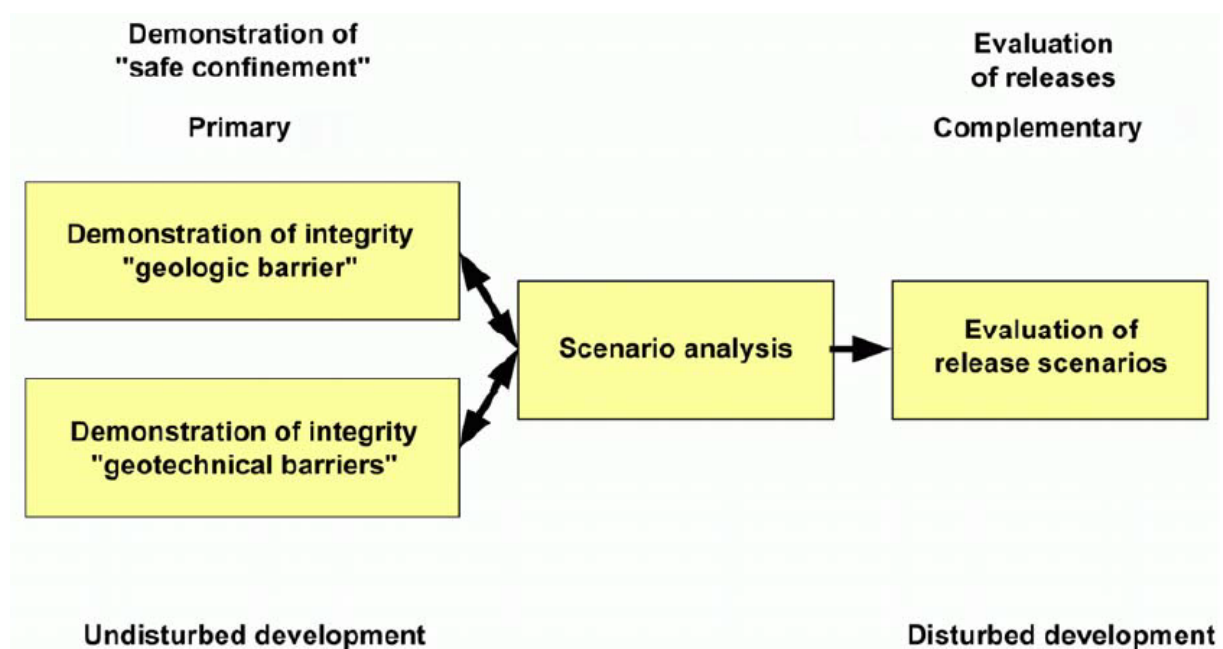 Demonstration of
"safe confinement"
Primary
Evaluation
of releases
Complementary
Demonstration of integrity
"geologic barrier"
Scenario analysis
Evaluation of
release scenarios
Demonstration of integrity
"geotechnical barriers"
Undisturbed development
Disturbed development